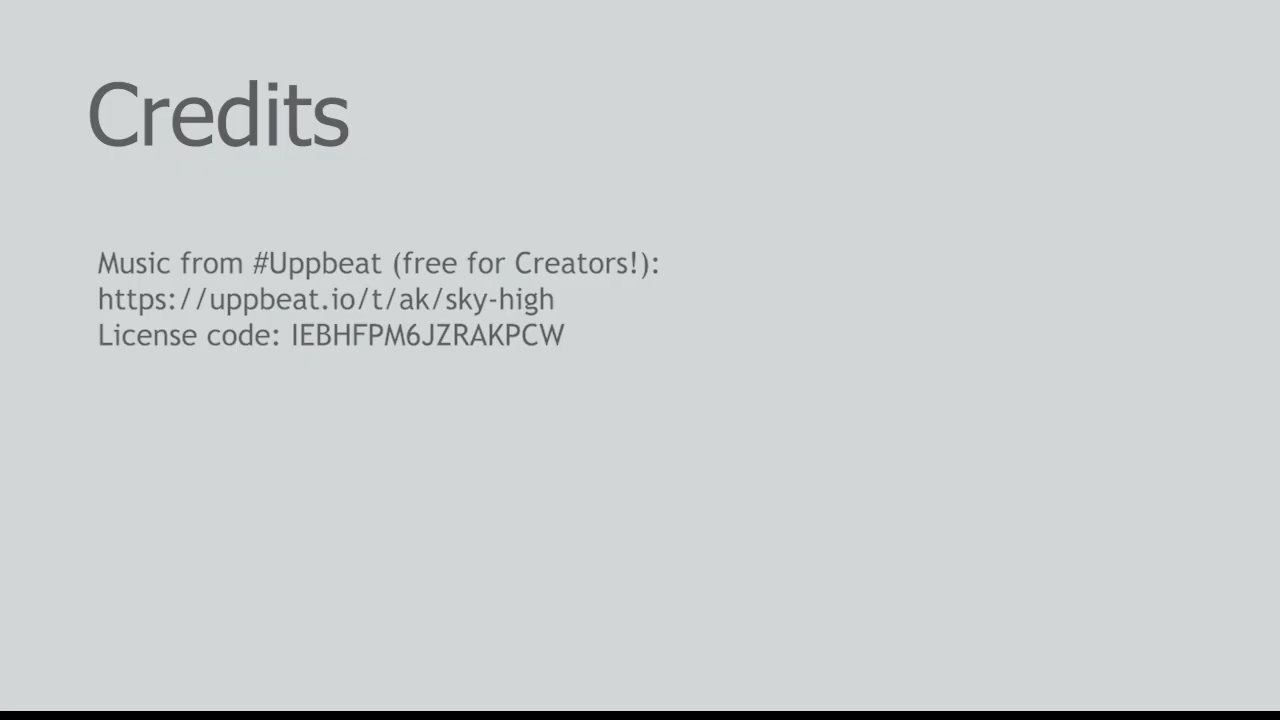 Credits
Music from #Uppbeat (free for Creators!):
https://uppbeat.io/t/ak/sky-high
License code: IEBHFPM6JZRAKPCW